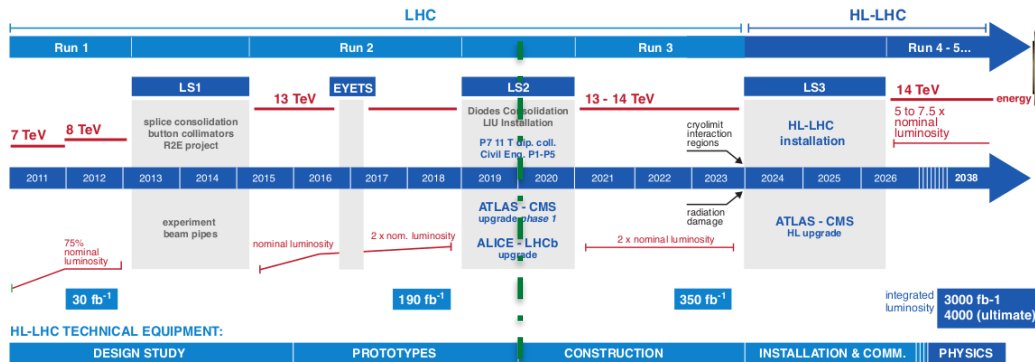 LHC
HL-LHC
Run 1
Run 2
Run 3
Run 4 - 5...
LS1
EYETS
LS2
LS3
7 TeV
8 TeV
13 TeV
13 - 14 TeV
14 TeV
energy
splice consolidation
button collimators
R2E project
Diodes Consolidation
LIU Installation
P7 11 T dip. coll.
Civil Eng. P1-P5
cryolimit
interaction
regions
HL-LHC
installation
5 to 7.5 x
nominal
luminosity
2011
2012
2013
2014
2015
2016
2017
2018
2019
2020
2021
2022
2023
2024
2025
2026
2038
experiment
beam pipes
ATLAS - CMS
upgrade phase 1
ALICE - LHCb
upgrade
radiation
damage
ATLAS - CMS
HL upgrade
75%
nominal
luminosity
nominal luminosity
2 x nom. luminosity
2 x nominal luminosity
30 fb-1
190 fb-1
350 fb-1
integrated
luminosity
3000 fb-1
4000 (ultimate)
HL-LHC TECHNICAL EQUIPMENT:
DESIGN STUDY
PROTOTYPES
CONSTRUCTION
INSTALLATION & COMM.
PHYSICS